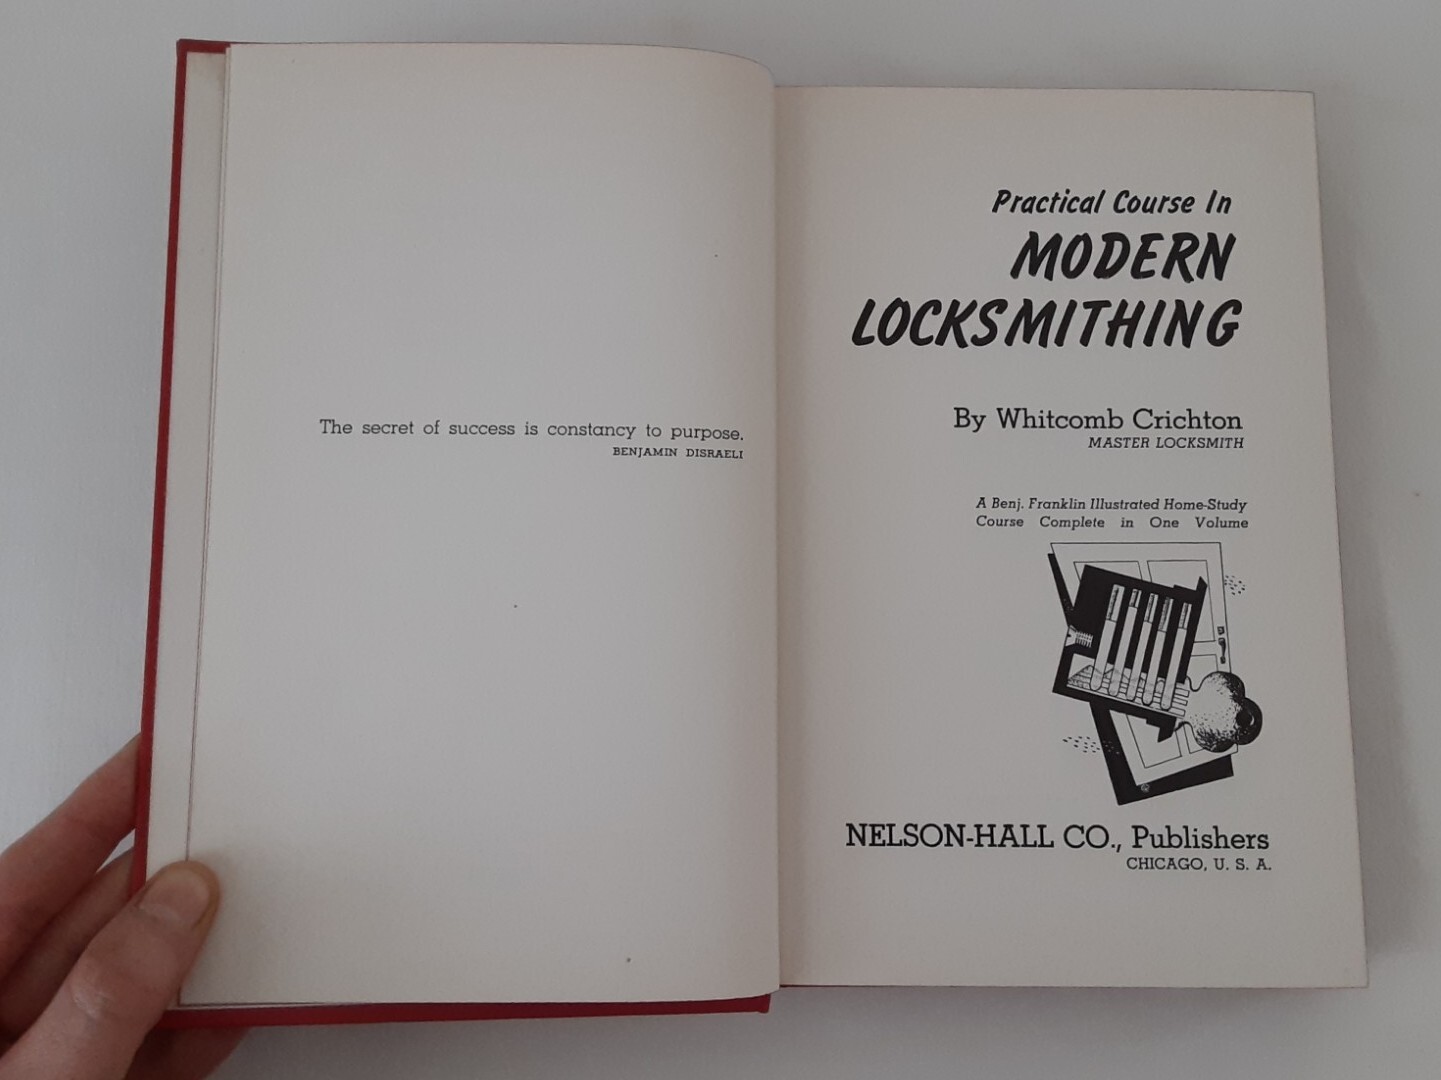 The secret of success is constancy to purpose.
BENJAMIN DISRAELI
Practical Course In
MODERN
LOCKSMITHING
By Whitcomb Crichton
MASTER LOCKSMITH
A Benj. Franklin Illustrated Home-Study
Course Complete in One Volume
NELSON-HALL CO., Publishers
CHICAGO, U. S. A.